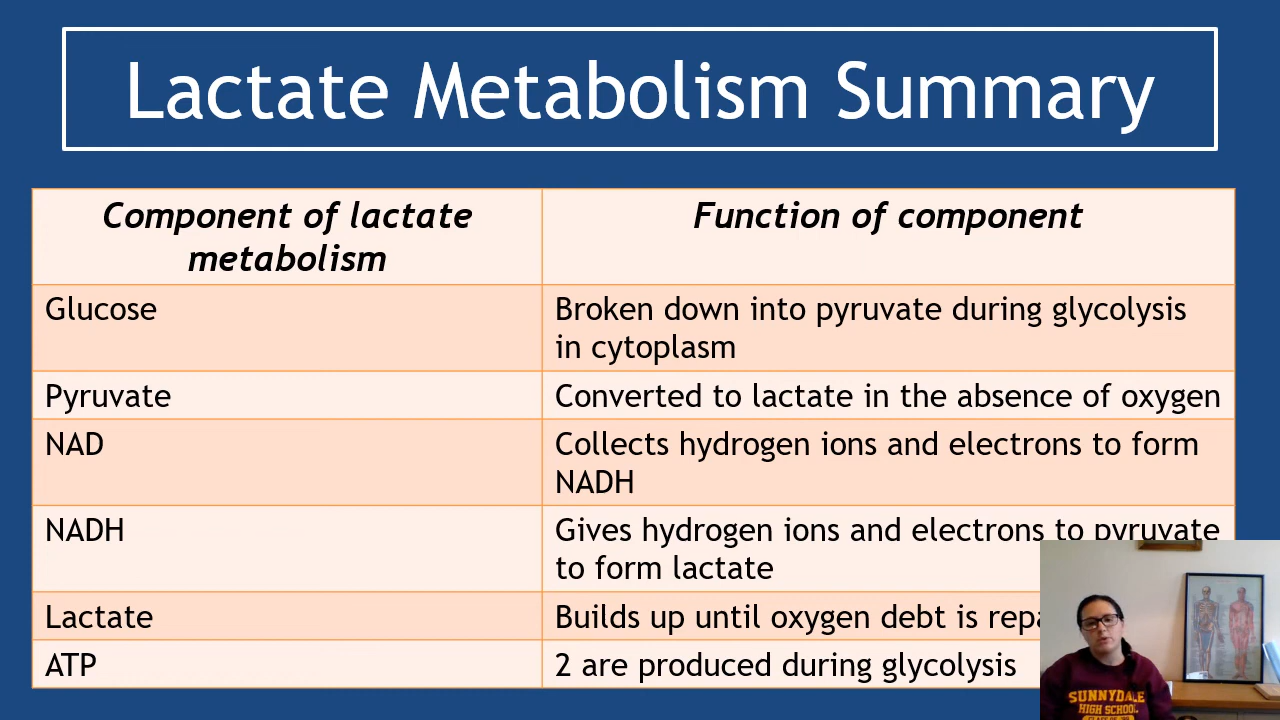 Lactate Metabolism Summary
Component of lactate
metabolism
Function of component
Glucose
Broken down into pyruvate during glycolysis
in cytoplasm
Pyruvate
Converted to lactate in the absence of oxygen
NAD
Collects hydrogen ions and electrons to form
NADH
NADH
Gives hydrogen ions and electrons to pyruvate
to form lactate
Lactate
Builds up until oxygen debt is
ATP
2 are produced during glycolysis
SUNNYDALE
HIGH SCHOOL